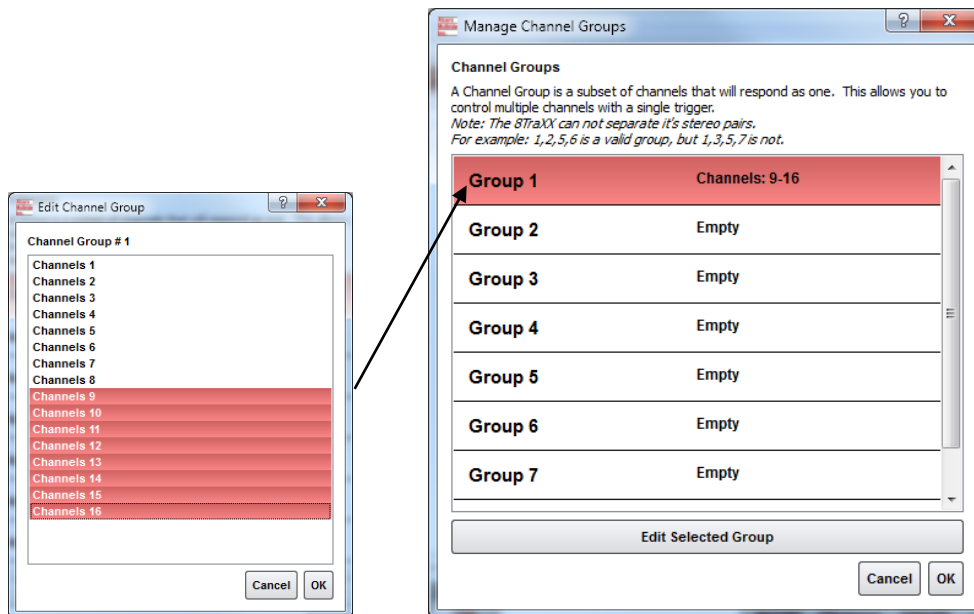 Edit Channel Group
Channel Group # 1
Channels 1
Channels 2
Channels 3
Channels 4
Channels 5
Channels 6
Channels 7
Channels 8
Channels 9
Channels 10
Channels 11
Channels 12
Channels 13
Channels 14
Channels 15
Channels 16
Cancel OK
Manage Channel Groups
Channel Groups
A Channel Group is a subset of channels that will respond as one. This allows you to
control multiple channels with a single trigger.
Note: The 8TraXX can not separate it's stereo pairs.
For example: 1,2,5,6 is a valid group, but 1,3,5,7 is not.
Group 1 Channels: 9-16
Group 2 Empty
Group 3 Empty
Group 4 Empty
Group 5 Empty
Group 6 Empty
Group 7 Empty
Edit Selected Group
Cancel OK